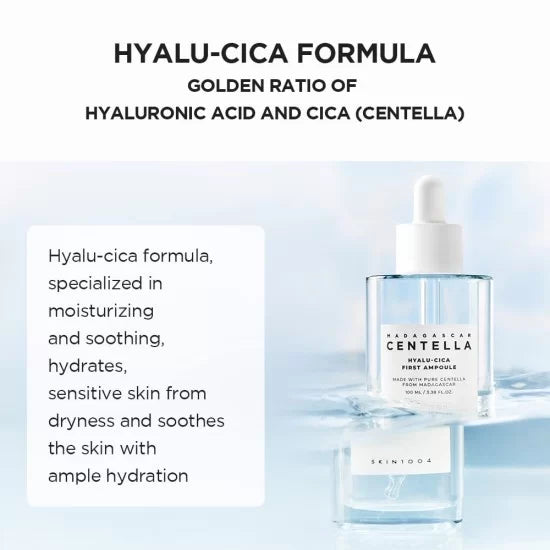 HYALU-CICA FORMULA
GOLDEN RATIO OF
HYALURONIC ACID AND CICA (CENTELLA)
Hyalu-cica formula,
specialized in
moisturizing
and soothing,
hydrates,
sensitive skin from
dryness and soothes
the skin with
ample hydration
MADAGASCAR
CENTELLA
HYALU-CICA
FIRST AMPOULE
MADE WITH PURE CENTELLA
FROM MADAGASCAR
100 ML / 3.38 FL.OZ.
SKIN1004